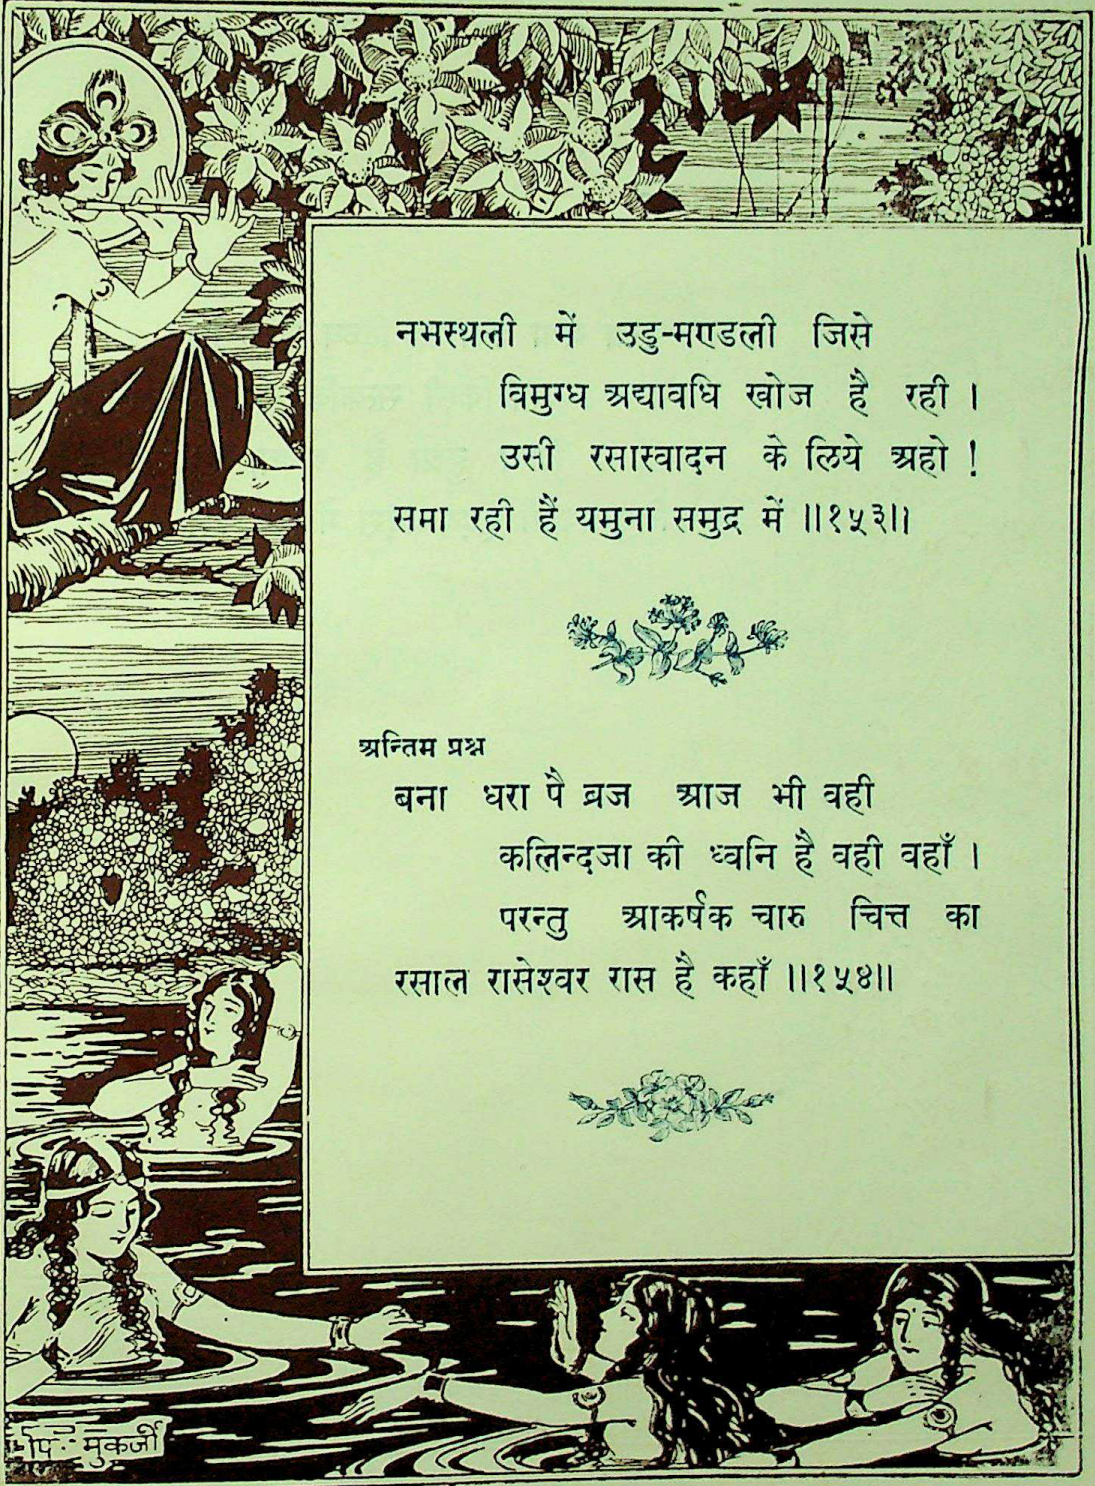 नभस्थली में उडु-मण्डली जिसे
विमुग्ध अद्यावधि खोज है रही ।
उसी रसास्वादन के लिये अहो !
समा रही हैं यमुना समुद्र में ॥१५३॥
अन्तिम प्रश्न
बना धरा पै ब्रज आज भी वही
कलिन्दजा की ध्वनि है वही वहाँ ।
परन्तु आकर्षक चारु चित्त का
रसाल रासेश्वर रास है कहाँ ॥१५४॥
पि. मुकर्जी